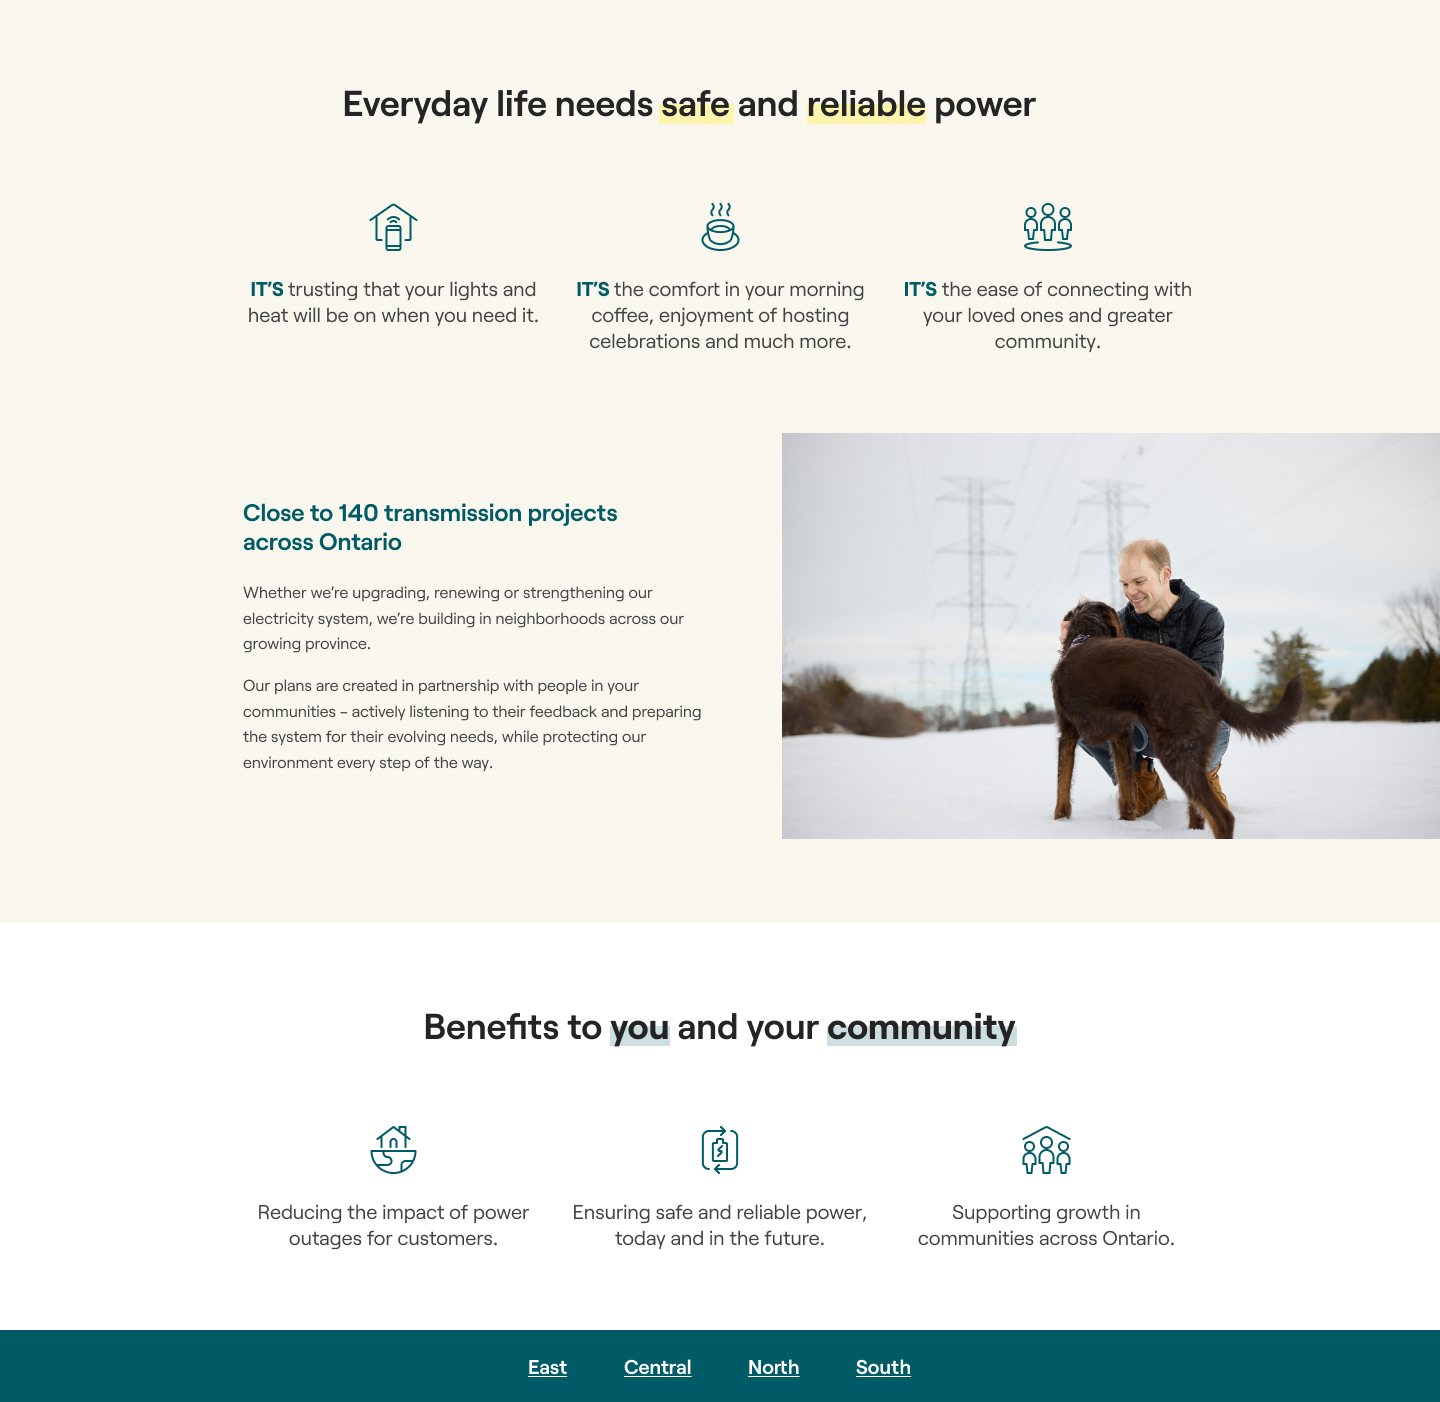 Everyday life needs safe and reliable power
IT’S trusting that your lights and
heat will be on when you need it.
IT’S the comfort in your morning
coffee, enjoyment of hosting
celebrations and much more.
IT’S the ease of connecting with
your loved ones and greater
community.
Close to 140 transmission projects
across Ontario
Whether we’re upgrading, renewing or strengthening our
electricity system, we’re building in neighborhoods across our
growing province.
Our plans are created in partnership with people in your
communities – actively listening to their feedback and preparing
the system for their evolving needs, while protecting our
environment every step of the way.
Benefits to you and your community
Reducing the impact of power
outages for customers.
Ensuring safe and reliable power,
today and in the future.
Supporting growth in
communities across Ontario.
East Central North South